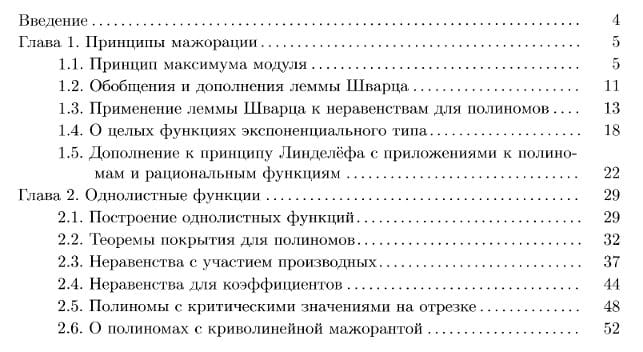 Введение ........ 4
Глава 1. Принципы мажорации ........ 5
1.1. Принцип максимума модуля ........ 5
1.2. Обобщения и дополнения леммы Шварца ........ 11
1.3. Применение леммы Шварца к неравенствам для полиномов .... 13
1.4. О целых функциях экспоненциального типа ........ 18
1.5. Дополнение к принципу Линделёфа с приложениями к полино-
мам и рациональным функциям ........ 22
Глава 2. Однолистные функции ........ 29
2.1. Построение однолистных функций ........ 29
2.2. Теоремы покрытия для полиномов ........ 32
2.3. Неравенства с участием производных ........ 37
2.4. Неравенства для коэффициентов ........ 44
2.5. Полиномы с критическими значениями на отрезке ........ 48
2.6. О полиномах с криволинейной мажорантой ........ 52